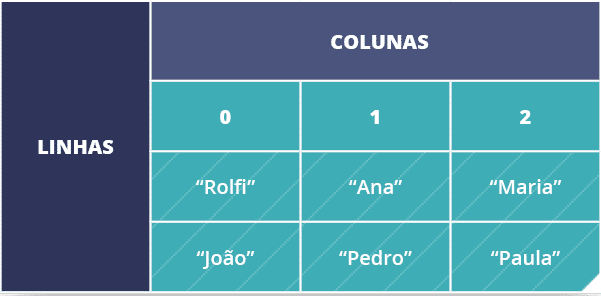 COLUNAS
LINHAS
0 1 2
“Rolfi” “Ana” “Maria”
“João” “Pedro” “Paula”